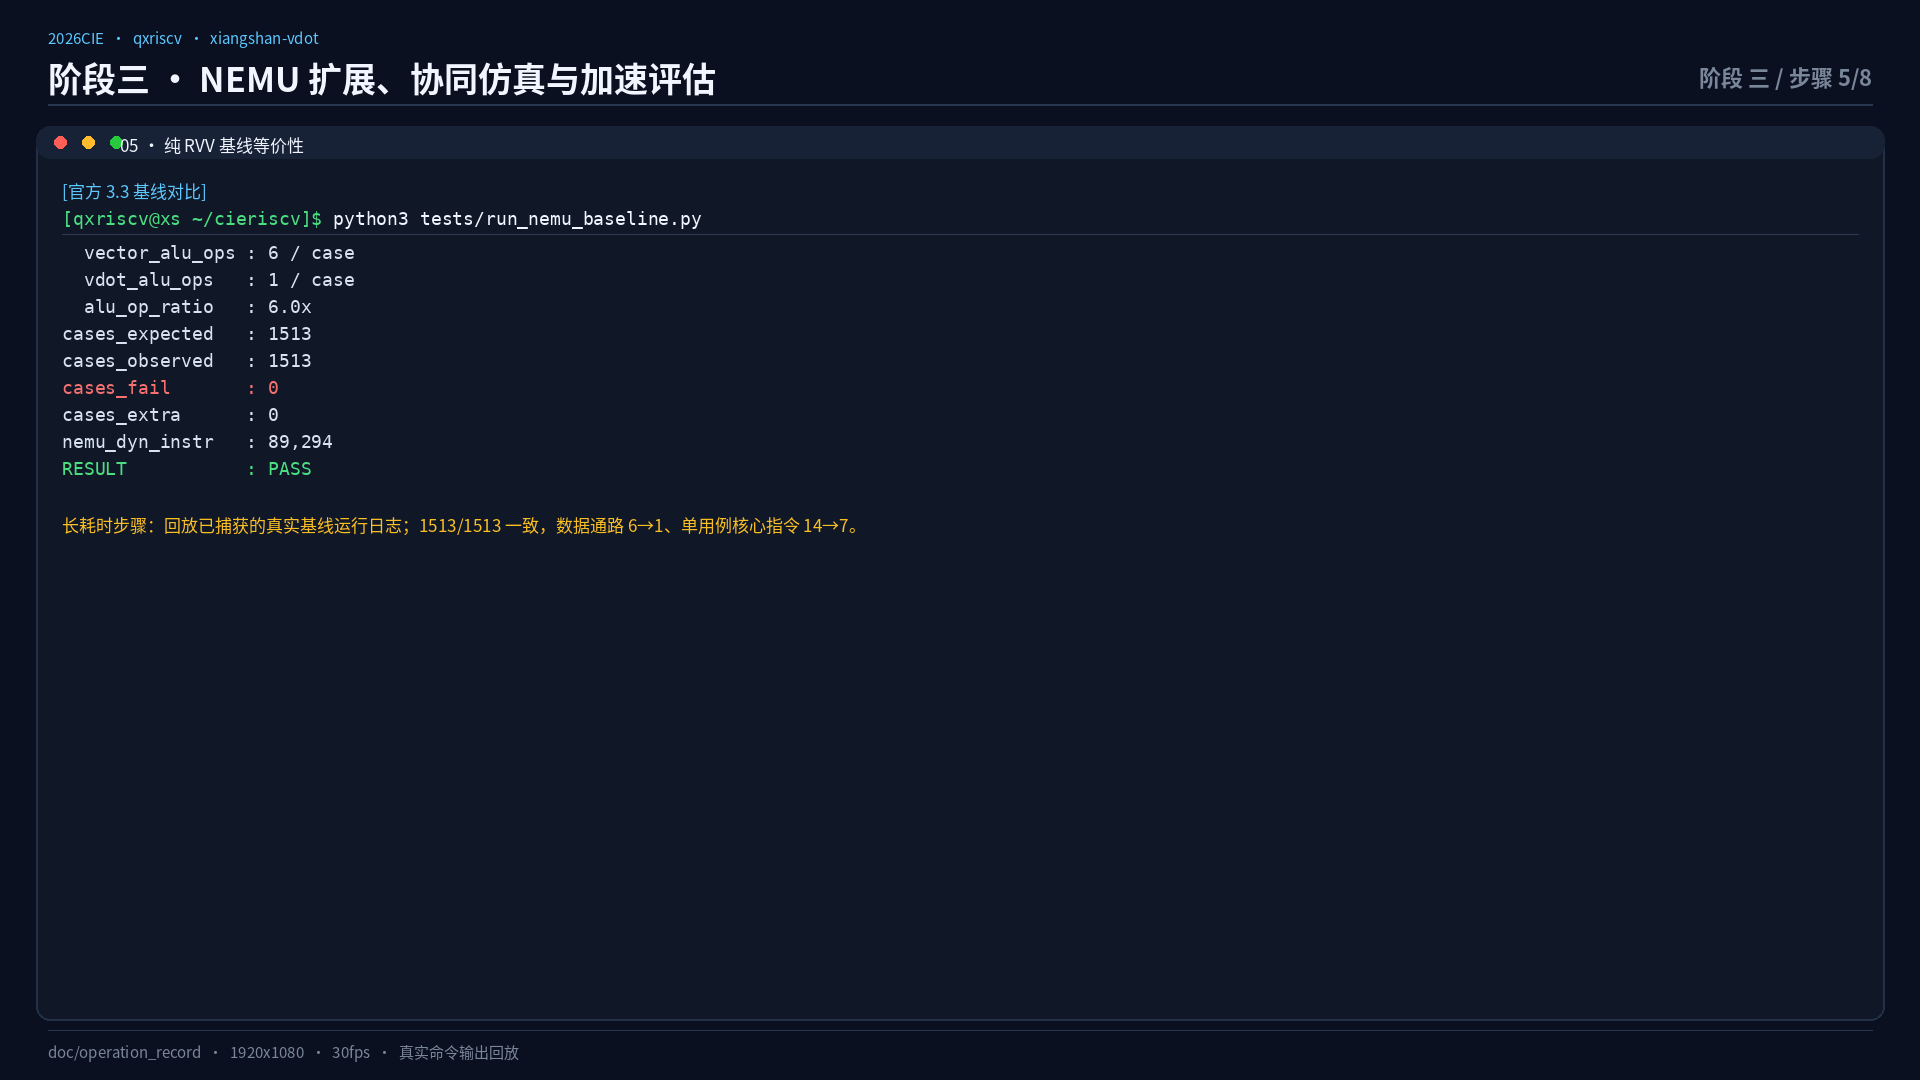 2026CIE · qxriscv · xiangshan-vdot
阶段三 · NEMU 扩展、协同仿真与加速评估
阶段 三 / 步骤 5/8
05 · 纯 RVV 基线等价性
[官方 3.3 基线对比]
[qxriscv@xs ~/cieriscv]$ python3 tests/run_nemu_baseline.py
vector_alu_ops : 6 / case
vdot_alu_ops : 1 / case
alu_op_ratio : 6.0x
cases_expected : 1513
cases_observed : 1513
cases_fail : 0
cases_extra : 0
nemu_dyn_instr : 89,294
RESULT : PASS
长耗时步骤：回放已捕获的真实基线运行日志；1513/1513 一致，数据通路 6→1、单用例核心指令 14→7。
doc/operation_record · 1920x1080 · 30fps · 真实命令输出回放